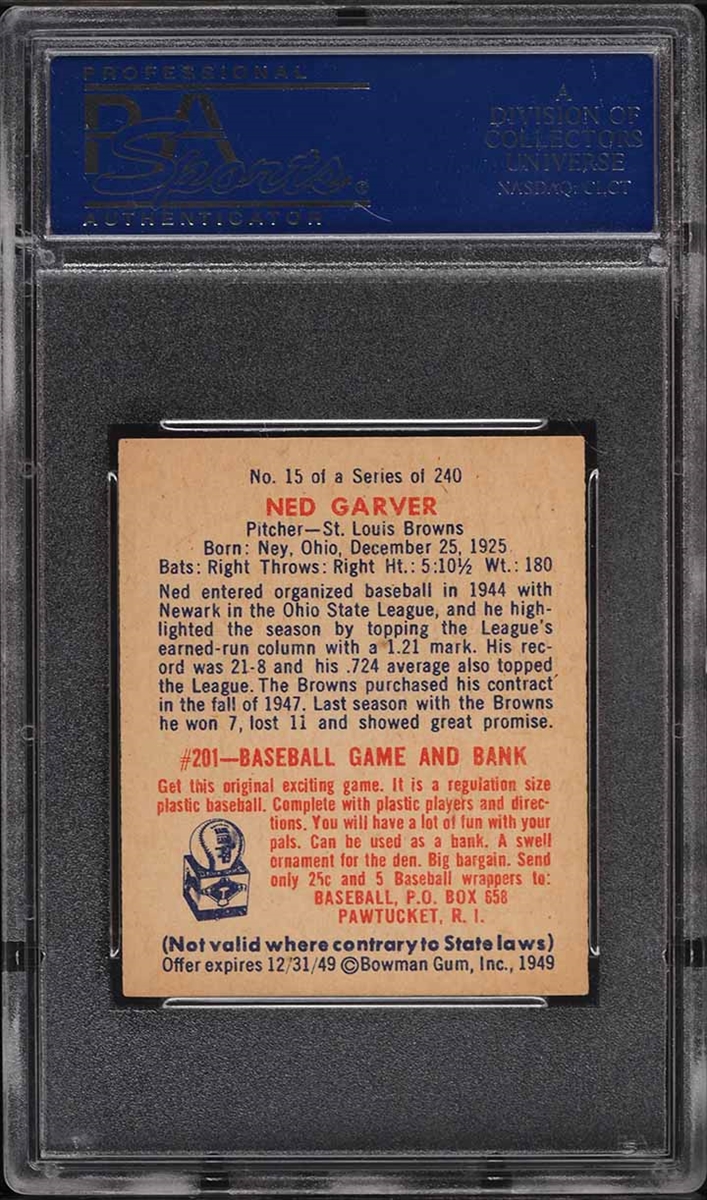 PROFESSIONAL
PSA
Sports®
AUTHENTICATOR
A
DIVISION OF
COLLECTORS
UNIVERSE
NASDAQ: CLCT
No. 15 of a Series of 240
NED GARVER
Pitcher—St. Louis Browns
Born: Ney, Ohio, December 25, 1925
Bats: Right Throws: Right Ht.: 5:10½ Wt.: 180
Ned entered organized baseball in 1944 with
Newark in the Ohio State League, and he high-
lighted the season by topping the League's
earned-run column with a 1.21 mark. His rec-
ord was 21-8 and his .724 average also topped
the League. The Browns purchased his contract
in the fall of 1947. Last season with the Browns
he won 7, lost 11 and showed great promise.
#201—BASEBALL GAME AND BANK
Get this original exciting game. It is a regulation size
plastic baseball. Complete with plastic players and direc-
tions. You will have a lot of fun with your
pals. Can be used as a bank. A swell
ornament for the den. Big bargain. Send
only 25c and 5 Baseball wrappers to:
BASEBALL, P.O. BOX 658
PAWTUCKET, R. I.
(Not valid where contrary to State laws)
Offer expires 12/31/49 ©Bowman Gum, Inc., 1949